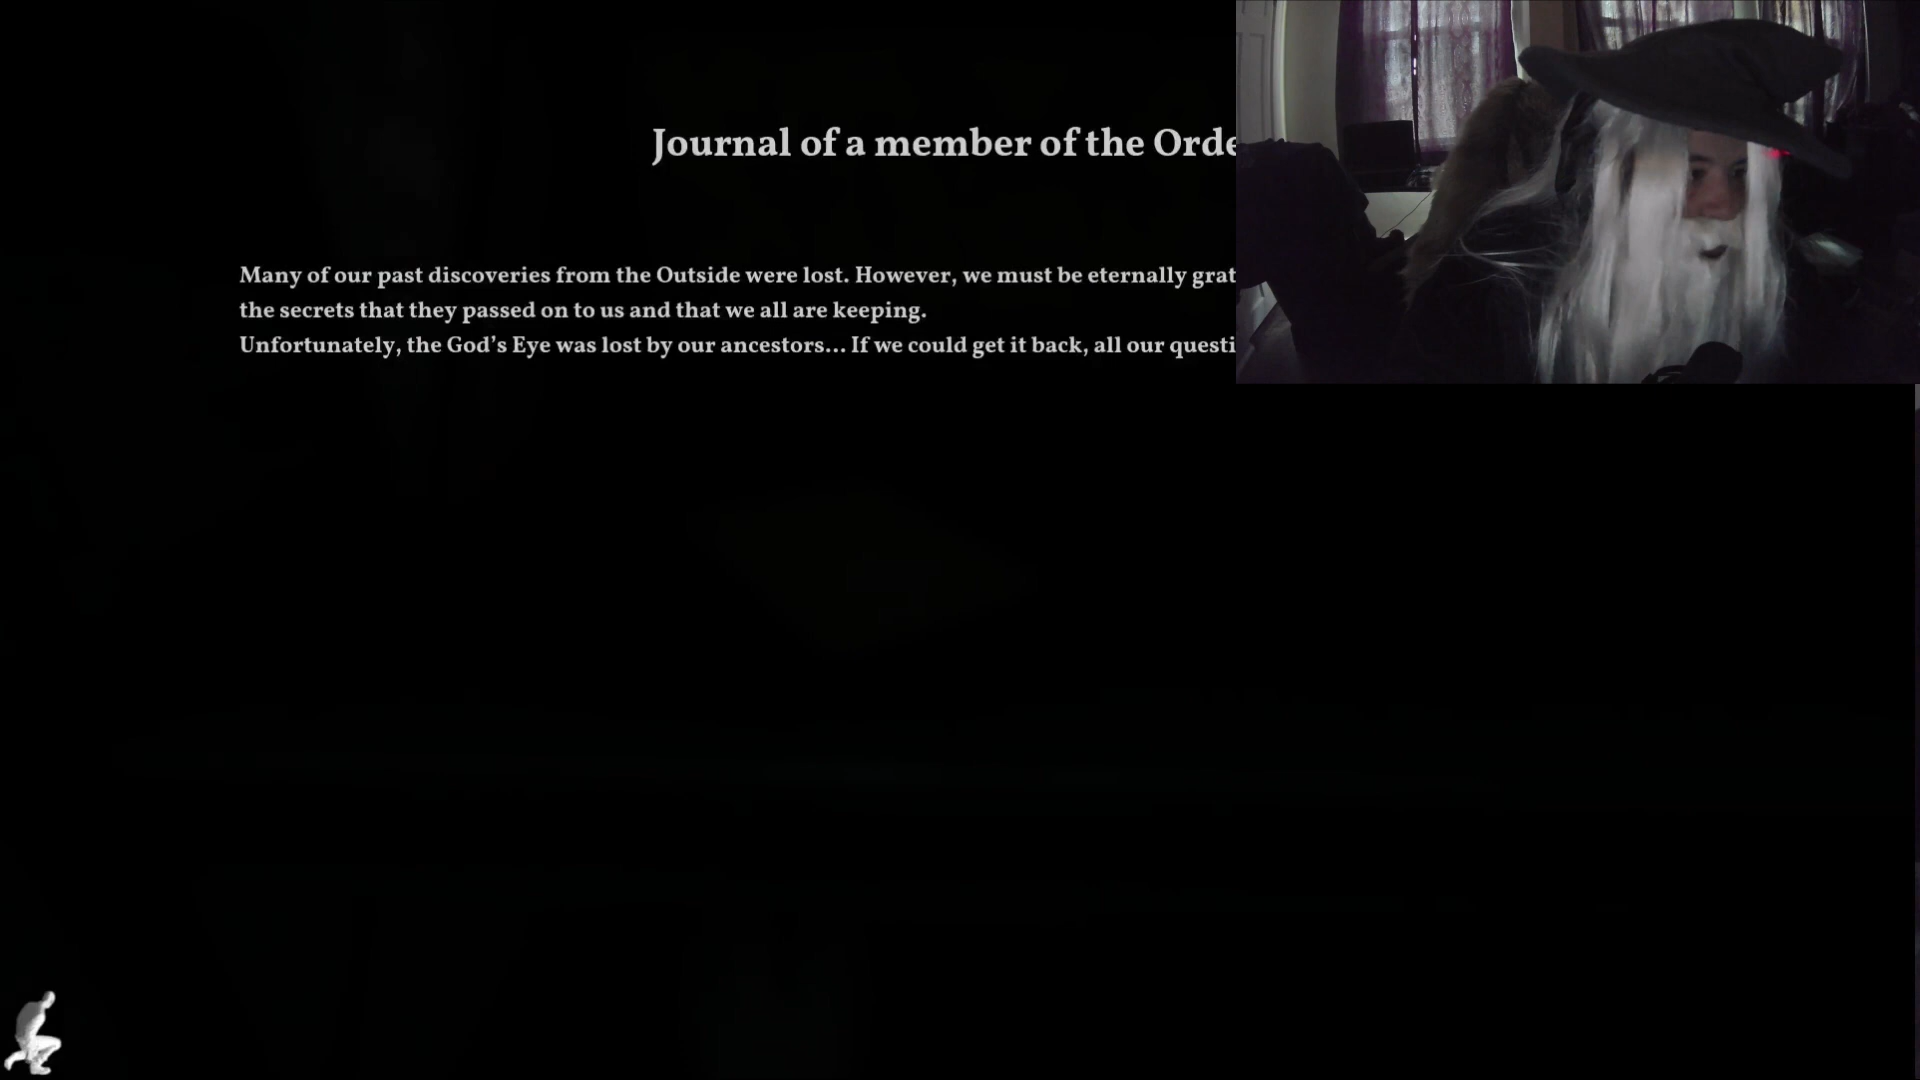 Journal of a member of the Orde
Many of our past discoveries from the Outside were lost. However, we must be eternally grat
the secrets that they passed on to us and that we all are keeping.
Unfortunately, the God’s Eye was lost by our ancestors… If we could get it back, all our questi